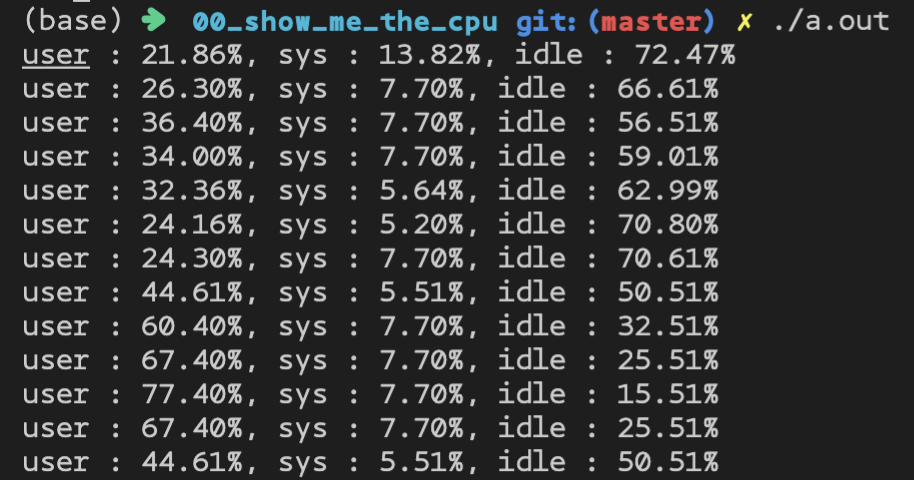 (base) ➜ 00_show_me_the_cpu git:(master) ✗ ./a.out
user : 21.86%, sys : 13.82%, idle : 72.47%
user : 26.30%, sys : 7.70%, idle : 66.61%
user : 36.40%, sys : 7.70%, idle : 56.51%
user : 34.00%, sys : 7.70%, idle : 59.01%
user : 32.36%, sys : 5.64%, idle : 62.99%
user : 24.16%, sys : 5.20%, idle : 70.80%
user : 24.30%, sys : 7.70%, idle : 70.61%
user : 44.61%, sys : 5.51%, idle : 50.51%
user : 60.40%, sys : 7.70%, idle : 32.51%
user : 67.40%, sys : 7.70%, idle : 25.51%
user : 77.40%, sys : 7.70%, idle : 15.51%
user : 67.40%, sys : 7.70%, idle : 25.51%
user : 44.61%, sys : 5.51%, idle : 50.51%